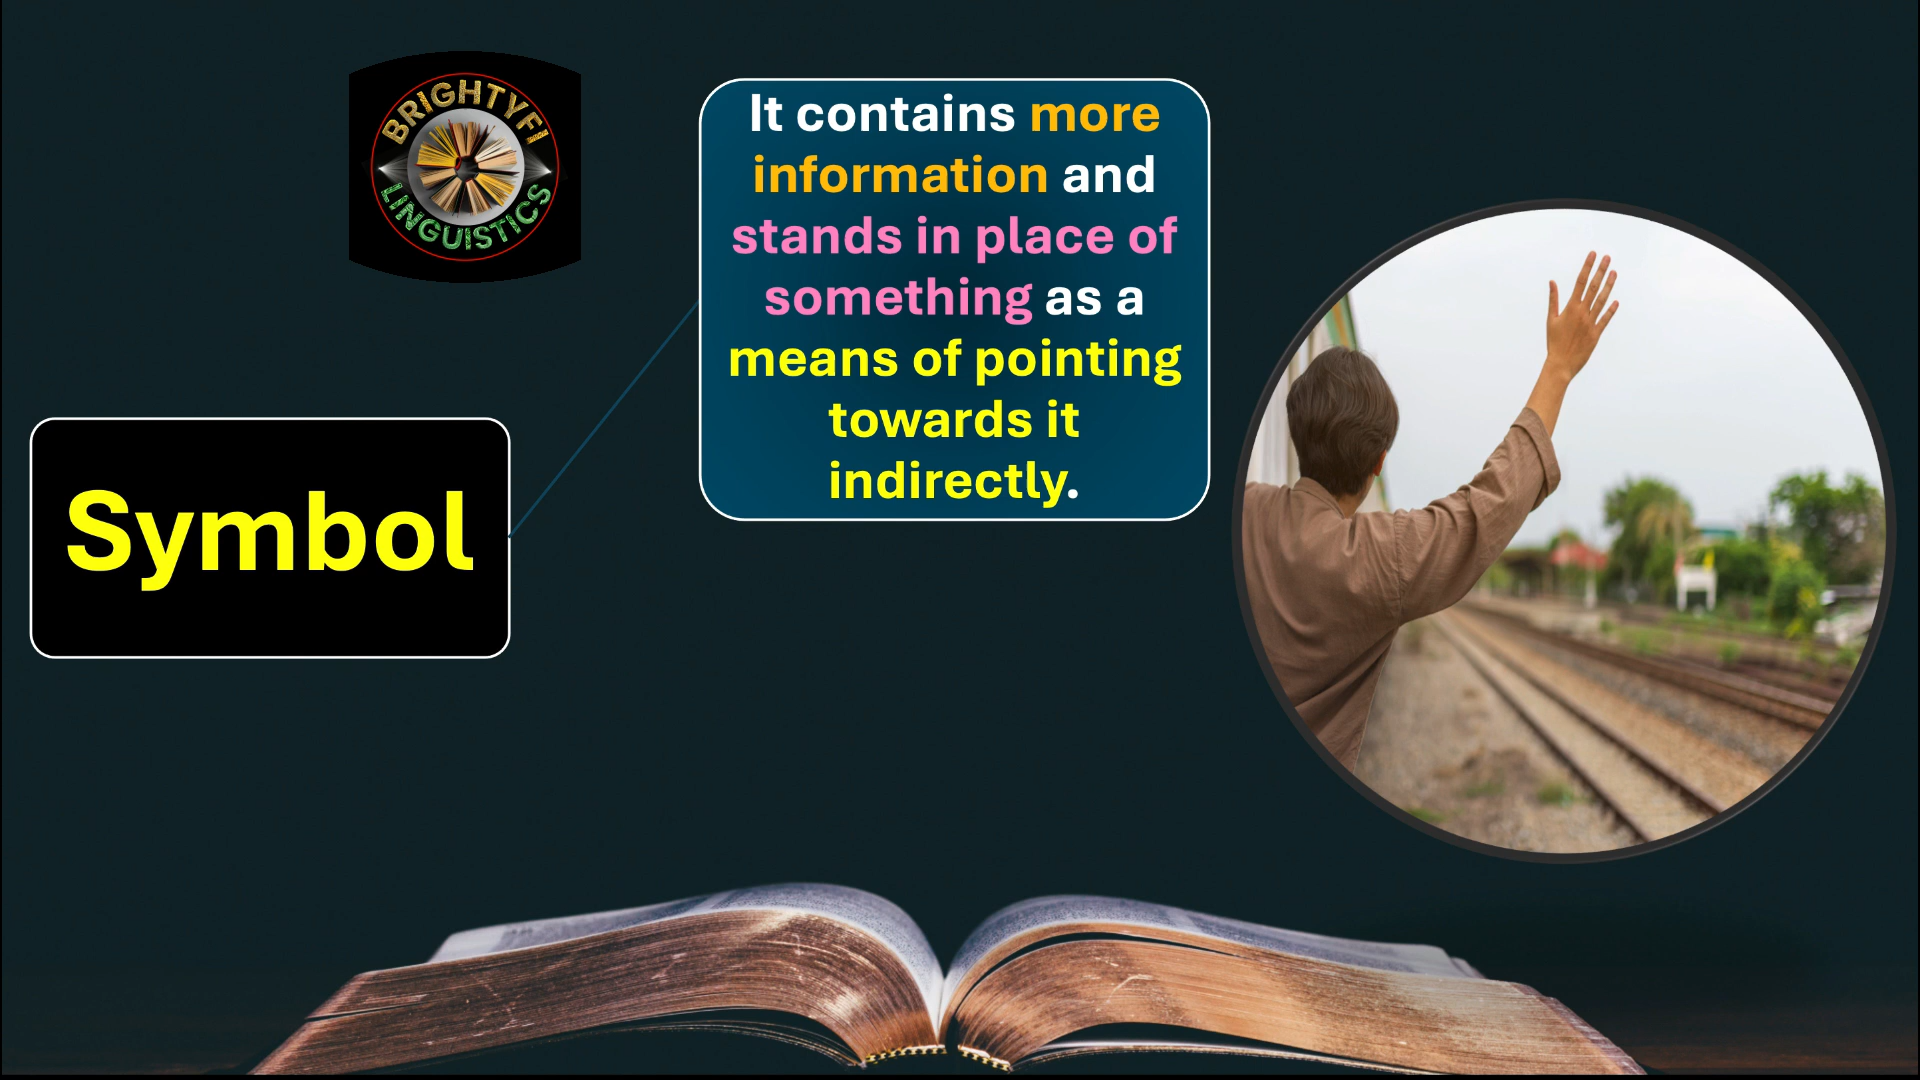 BRIGHTYFI
LINGUISTICS
It contains more
information and
stands in place of
something as a
means of pointing
towards it
indirectly.
Symbol